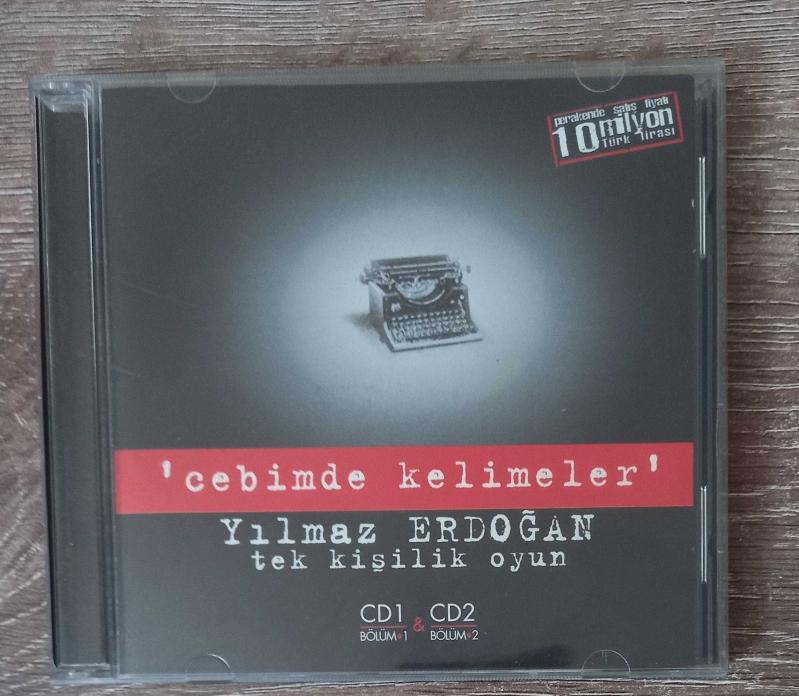 perakende satış fiyatı
10 milyon
Türk lirası
'cebimde kelimeler'
Yılmaz ERDOĞAN
tek kişilik oyun
CD1 & CD2
BÖLÜM•1 BÖLÜM•2